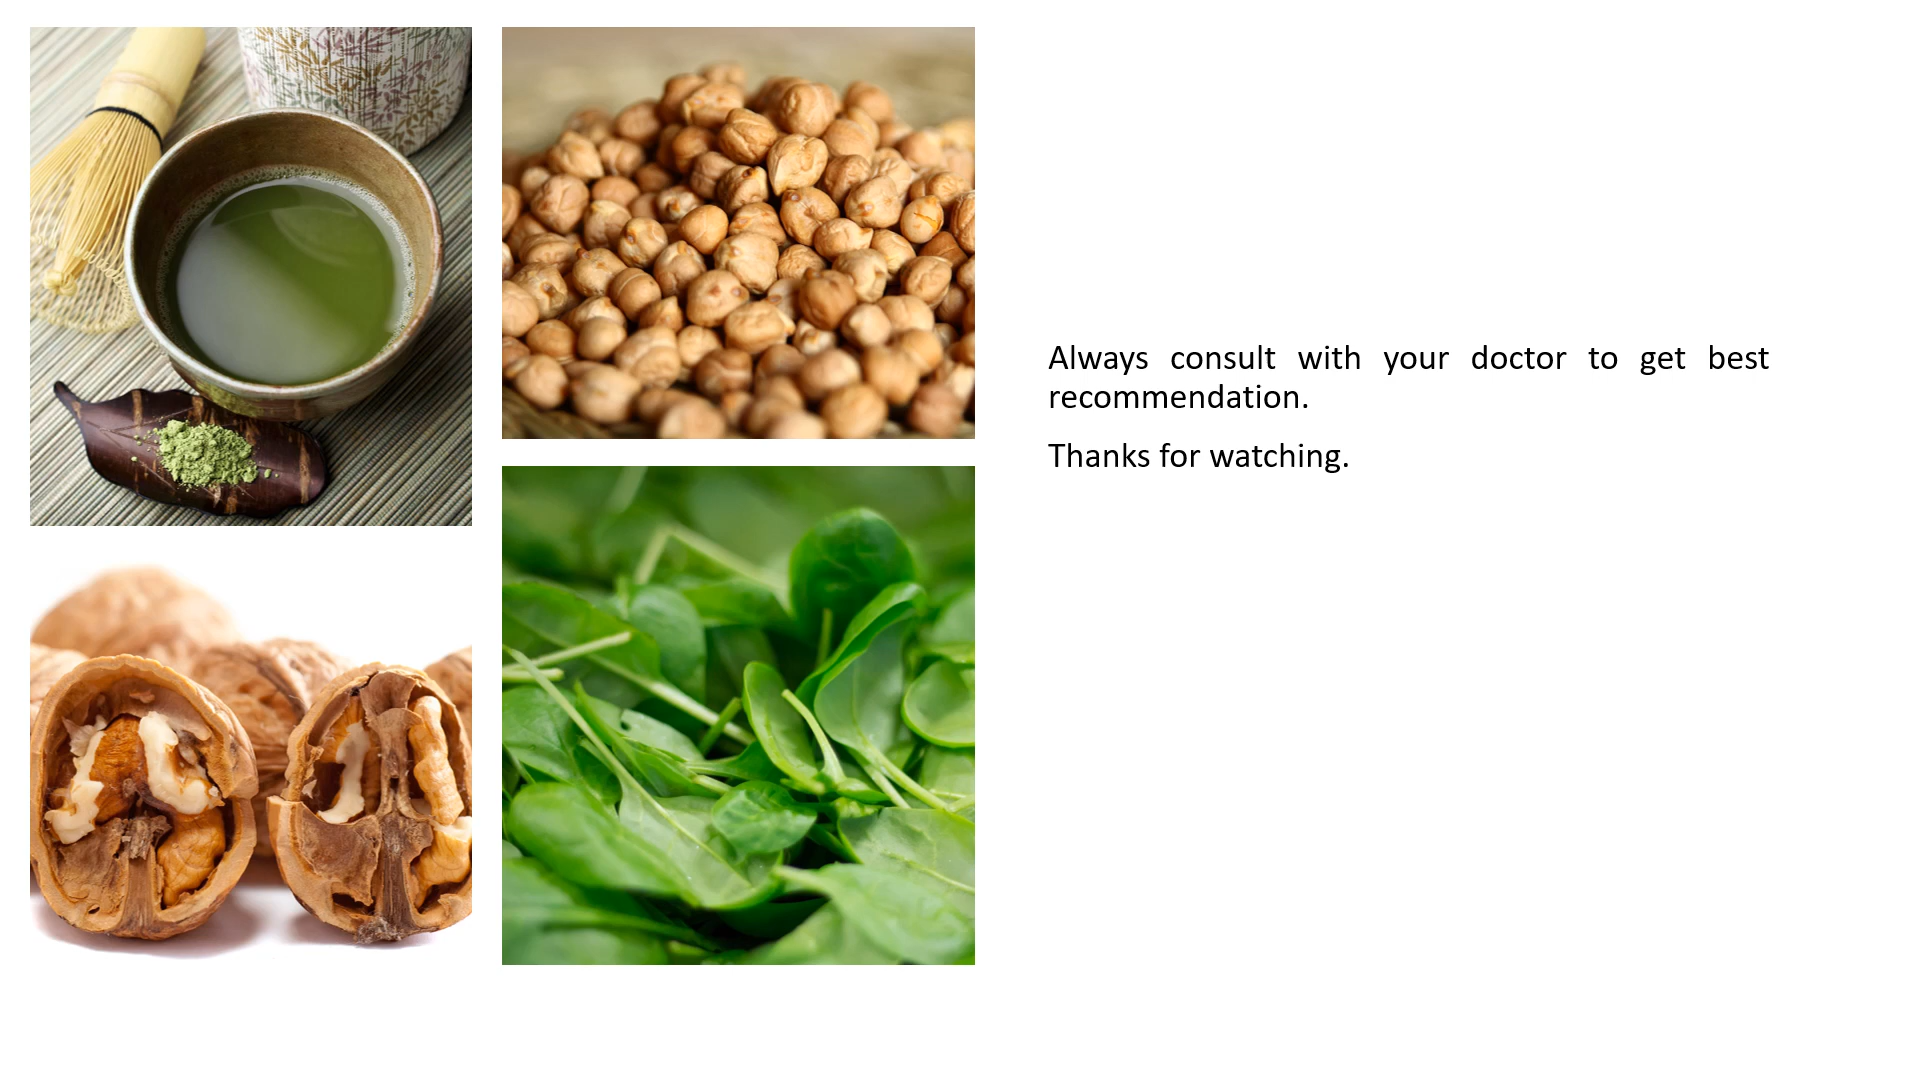 Always consult with your doctor to get best
recommendation.
Thanks for watching.